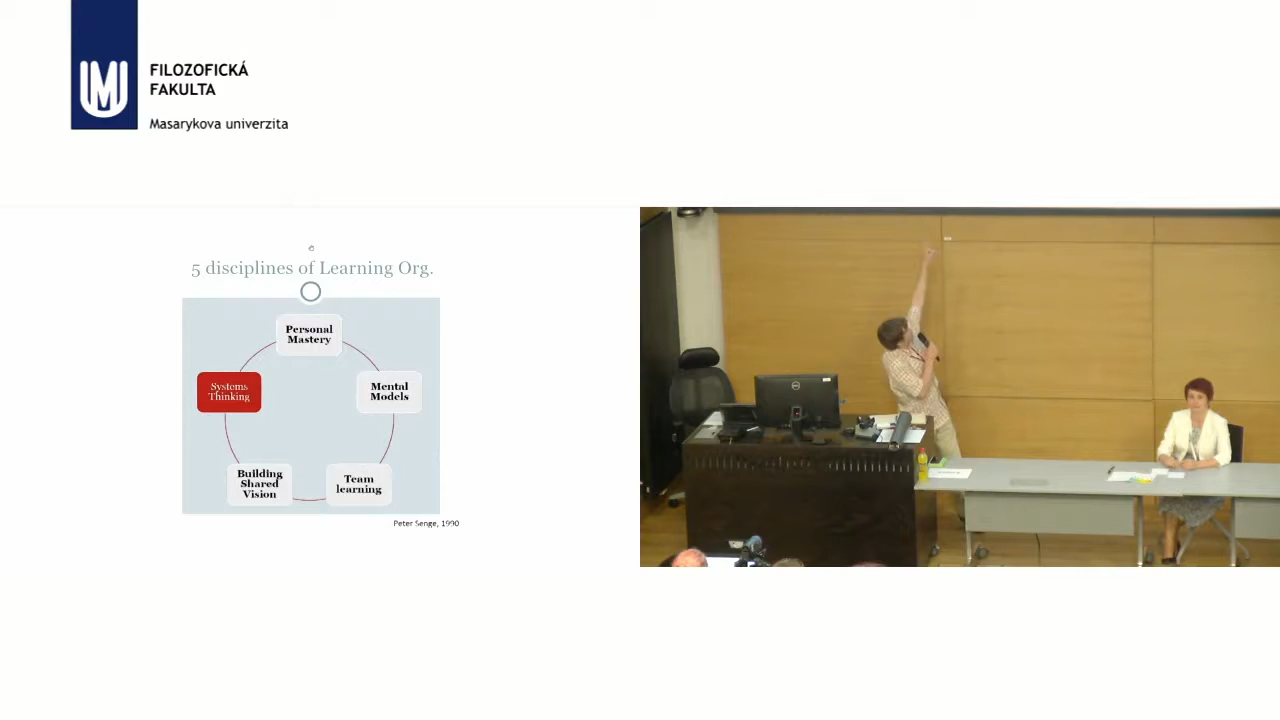 FILOZOFICKÁ
FAKULTA
Masarykova univerzita
5 disciplines of Learning Org.
Personal
Mastery
Systems
Thinking
Mental
Models
Building
Shared
Vision
Team
learning
Peter Senge, 1990
DELL